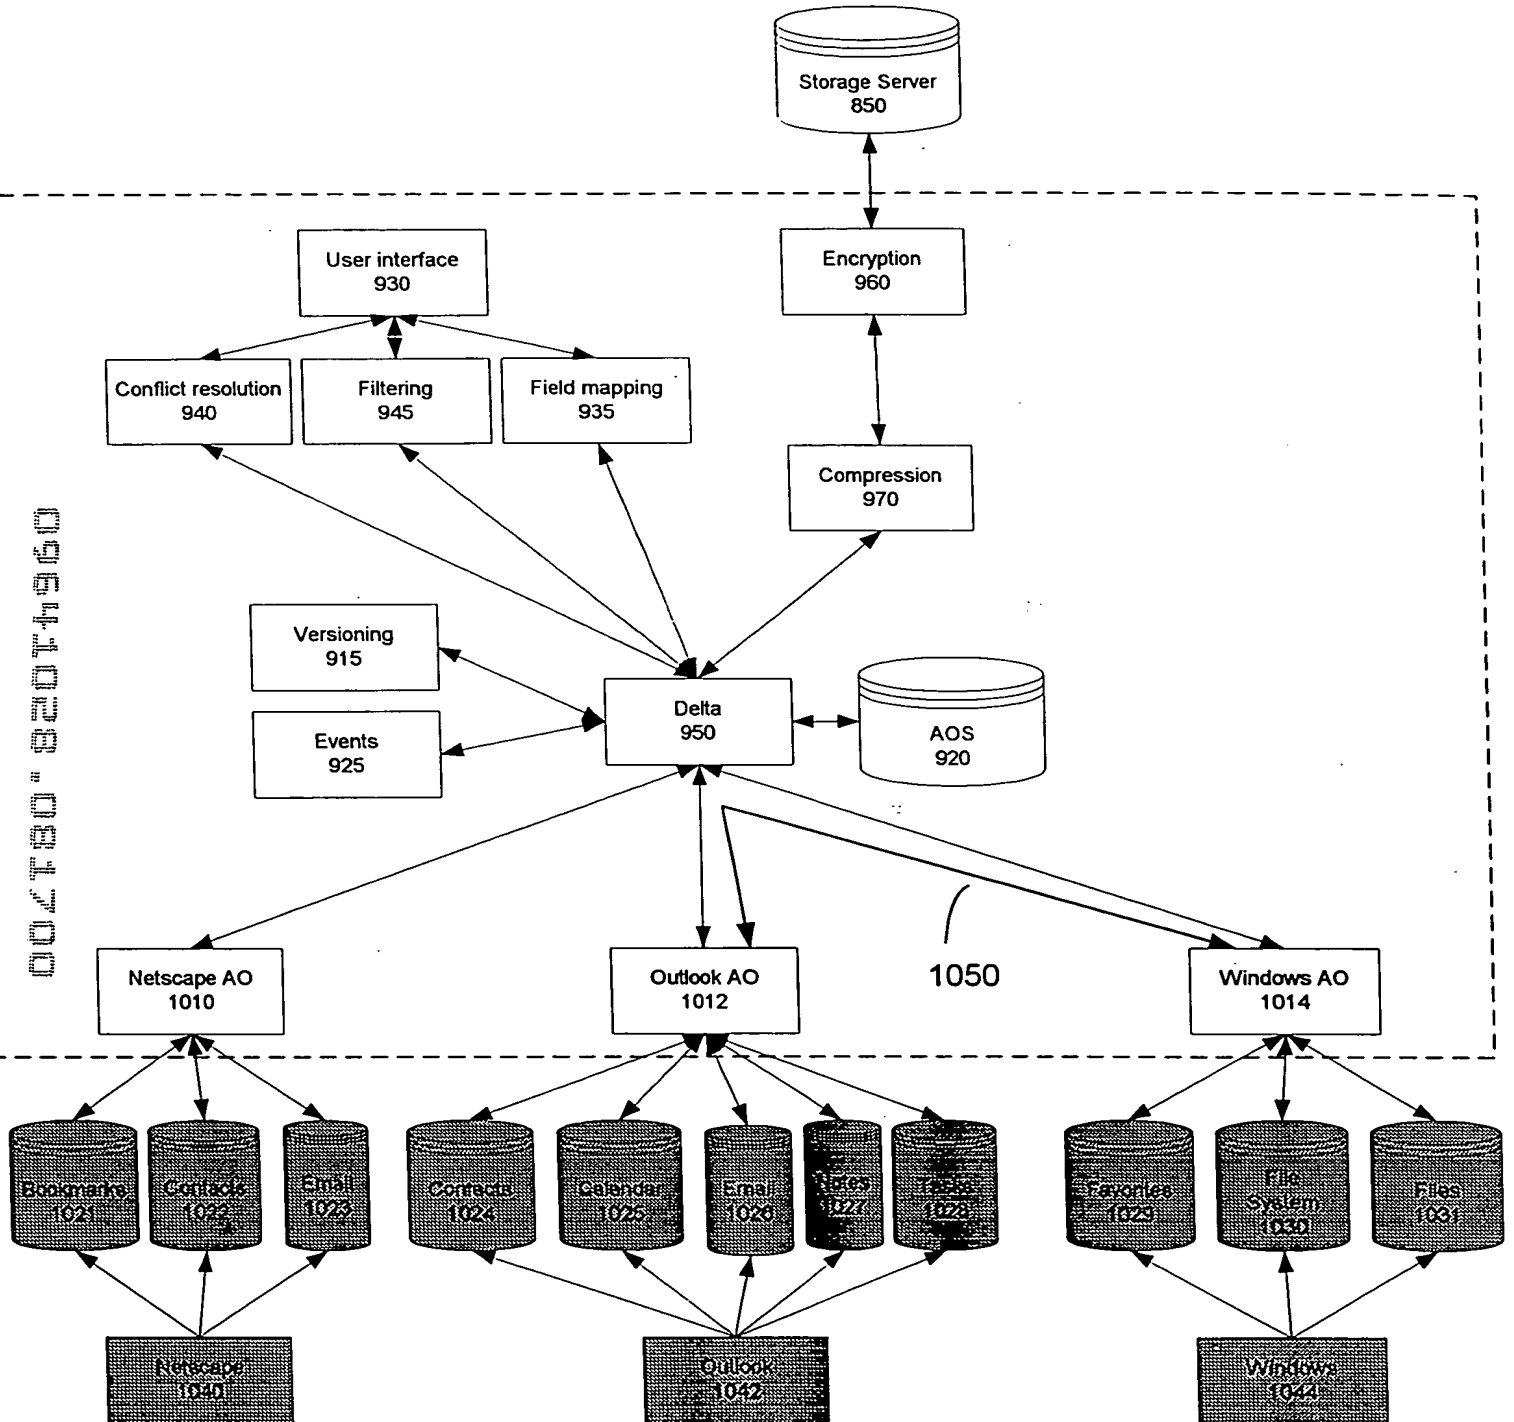 Storage Server
850
User interface
930
Encryption
960
Conflict resolution
940
Filtering
945
Field mapping
935
Compression
970
09641028.081700
Versioning
915
Events
925
Delta
950
AOS
920
Netscape AO
1010
Outlook AO
1012
1050
Windows AO
1014
Bookmarks
1021
Contacts
1022
Email
1023
Contacts
1024
Calendar
1025
Email
1026
Notes
1027
Tasks
1028
Favorites
1029
File
System
1030
Files
1031
Netscape
1040
Outlook
1042
Windows
1044